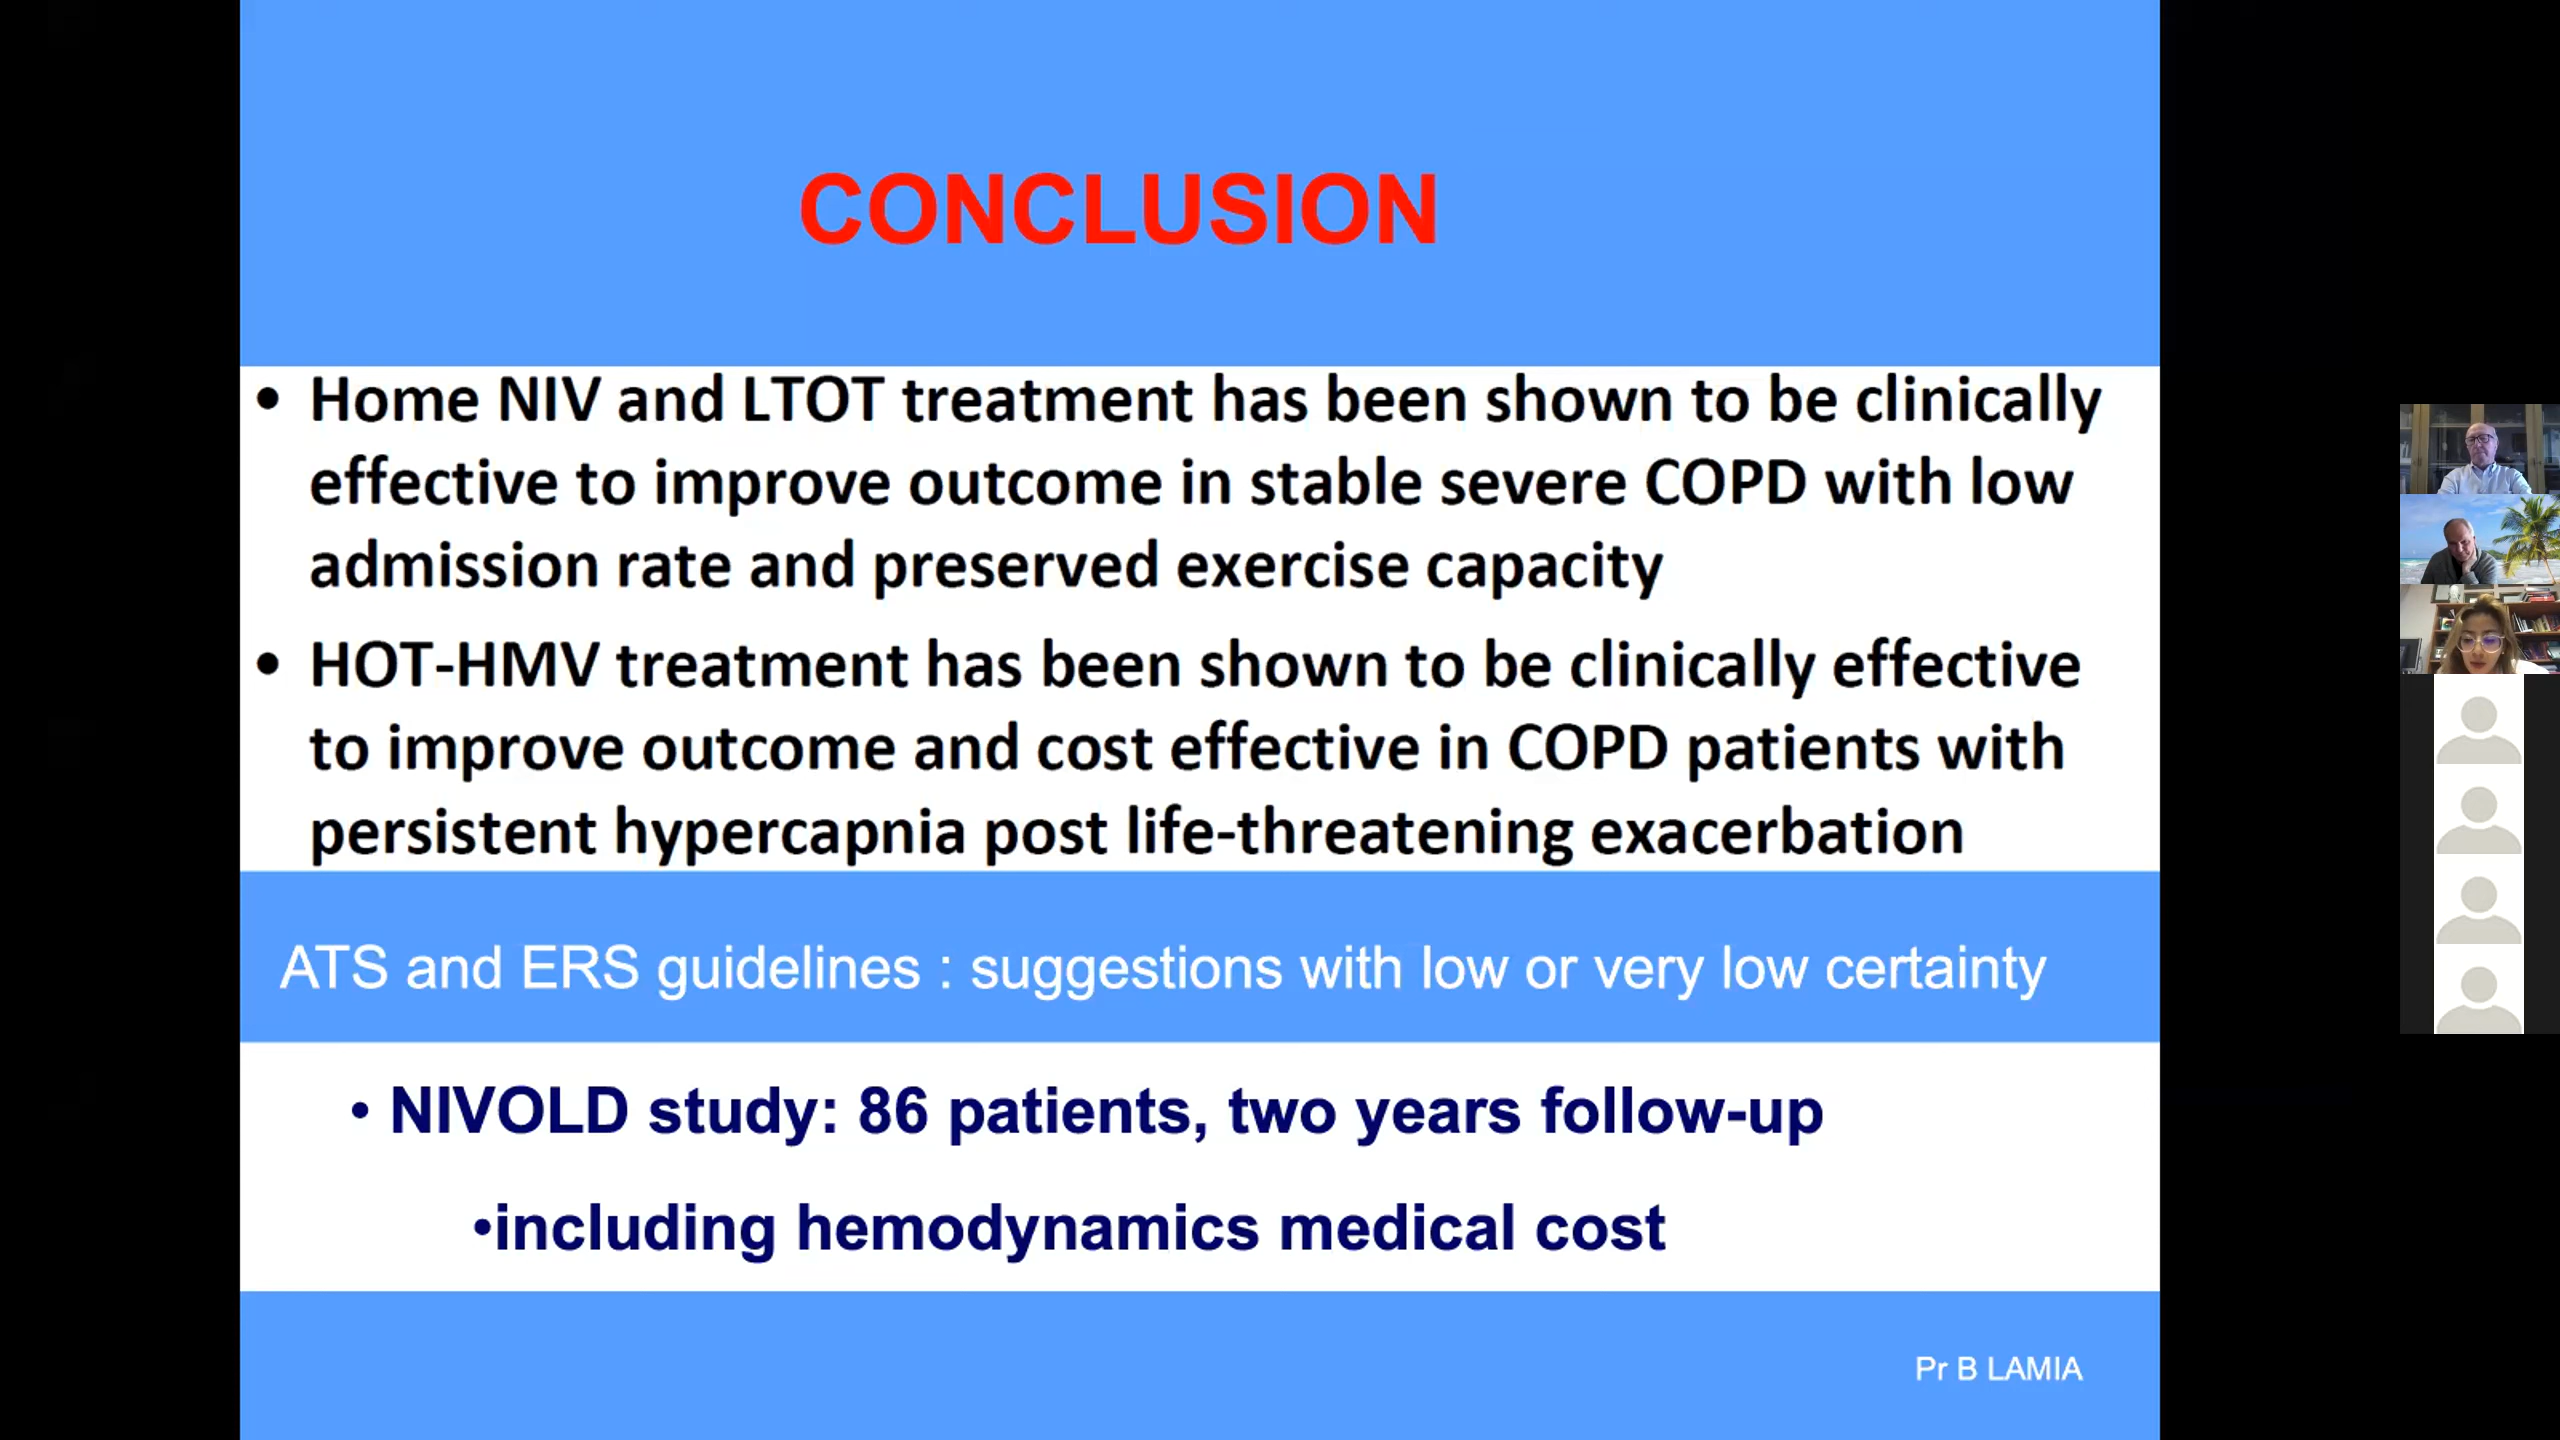 CONCLUSION
• Home NIV and LTOT treatment has been shown to be clinically
effective to improve outcome in stable severe COPD with low
admission rate and preserved exercise capacity
• HOT-HMV treatment has been shown to be clinically effective
to improve outcome and cost effective in COPD patients with
persistent hypercapnia post life-threatening exacerbation
ATS and ERS guidelines : suggestions with low or very low certainty
• NIVOLD study: 86 patients, two years follow-up
•including hemodynamics medical cost
Pr B LAMIA